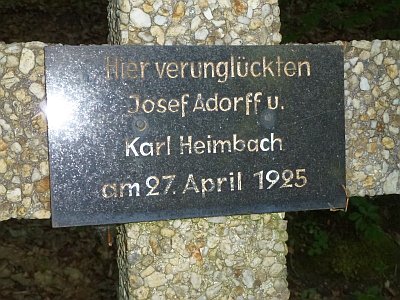 Hier verunglückten
Josef Adorff u.
Karl Heimbach
am 27. April 1925